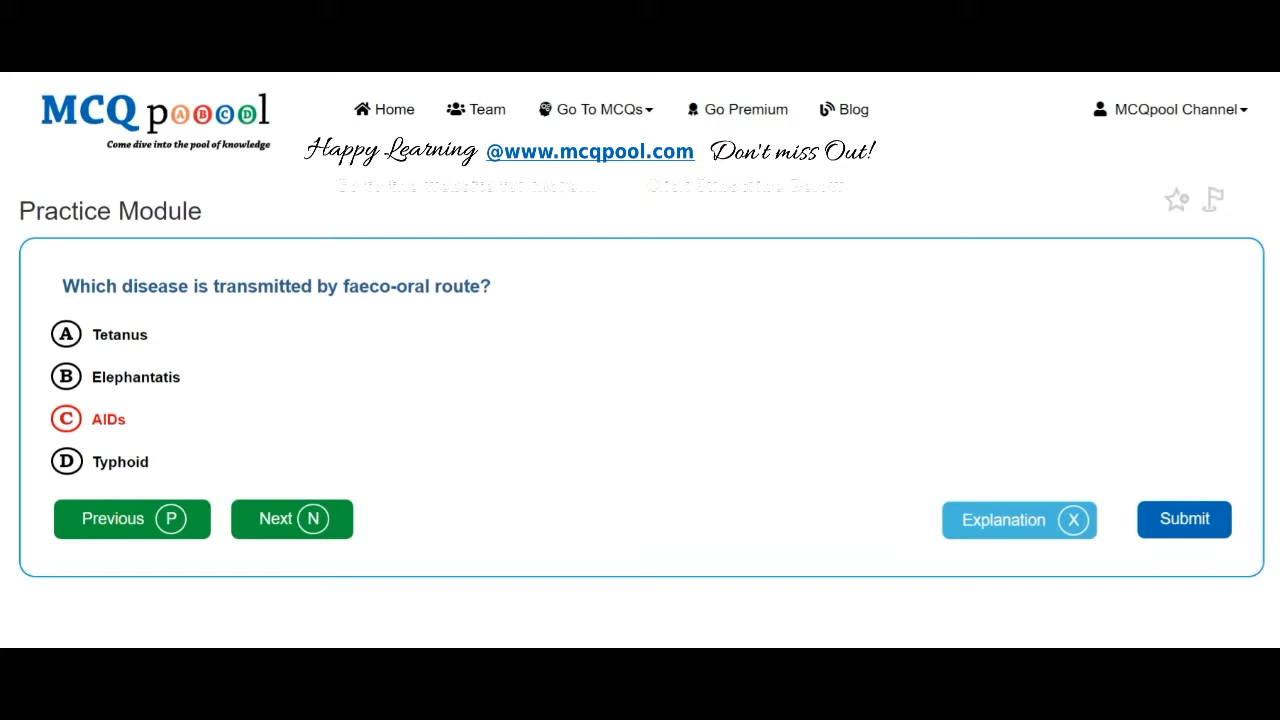 MCQ pooool
A B C D
Come dive into the pool of knowledge
Home Team Go To MCQs Go Premium Blog MCQpool Channel
Happy Learning @www.mcqpool.com Don't miss Out!
Practice Module
Which disease is transmitted by faeco-oral route?
A Tetanus
B Elephantatis
C AIDs
D Typhoid
Previous P Next N Explanation X Submit